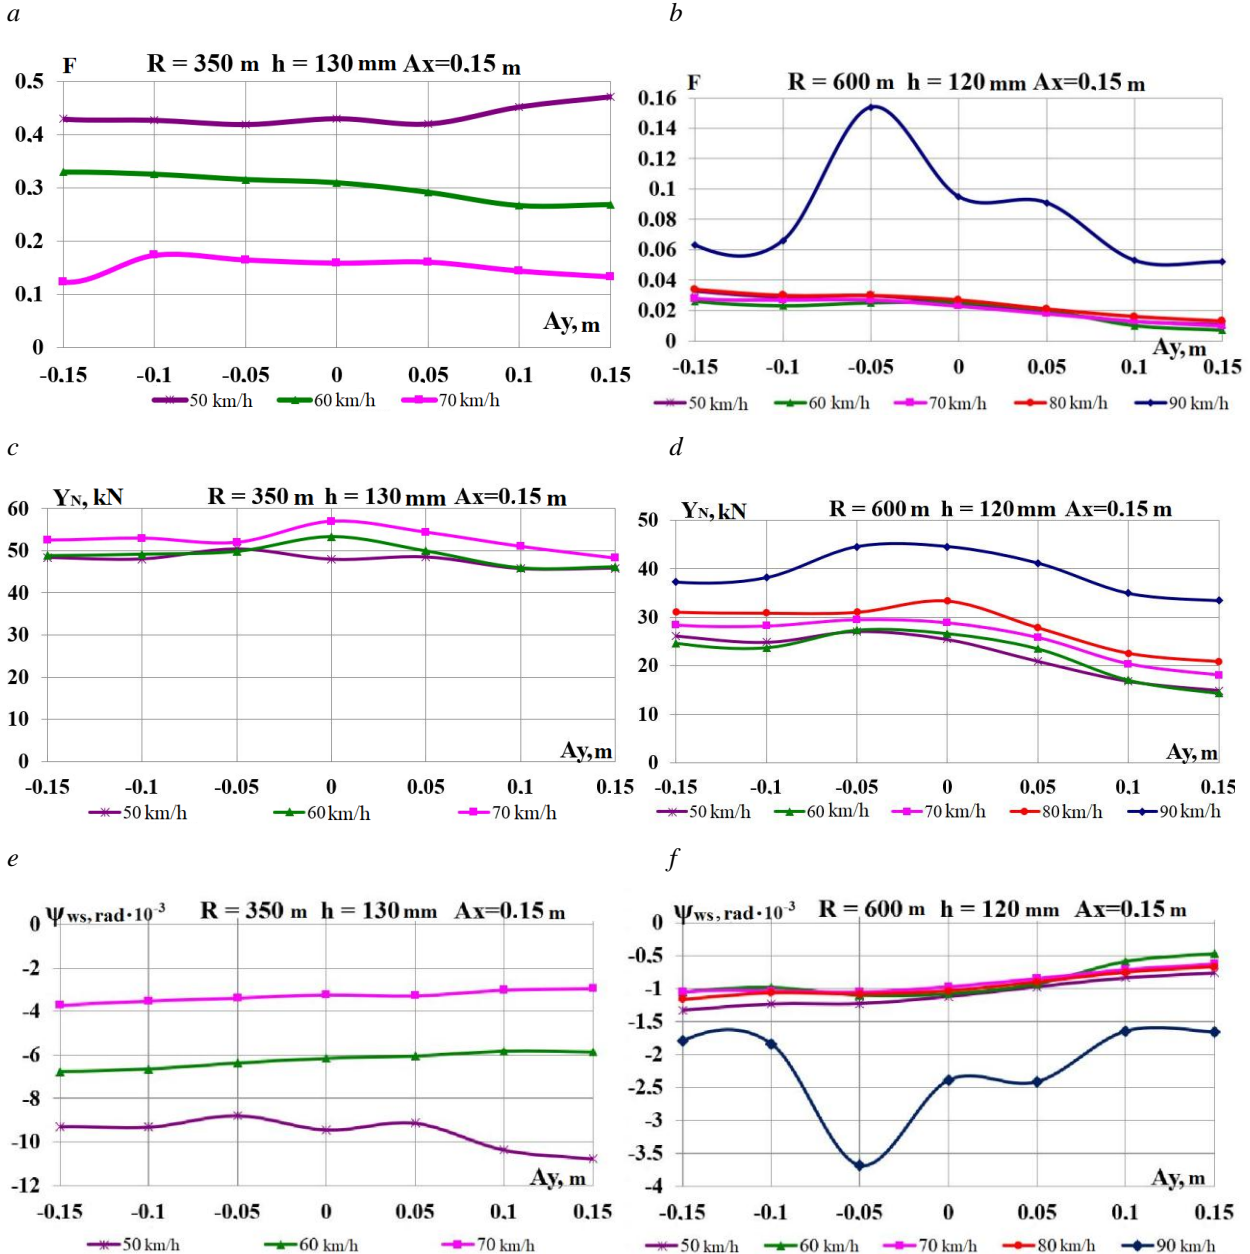 a
F R = 350 m h = 130 mm Ax=0,15 m
0.5
0.4
0.3
0.2
0.1
0
Ay, m
-0.15 -0.1 -0.05 0 0.05 0.1 0.15
50 km/h 60 km/h 70 km/h
b
F R = 600 m h = 120 mm Ax=0,15 m
0.16
0.14
0.12
0.1
0.08
0.06
0.04
0.02
0
Ay, m
-0.15 -0.1 -0.05 0 0.05 0.1 0.15
50 km/h 60 km/h 70 km/h 80 km/h 90 km/h
c
YN, kN R = 350 m h = 130 mm Ax=0.15 m
60
50
40
30
20
10
0
Ay, m
-0.15 -0.1 -0.05 0 0.05 0.1 0.15
50 km/h 60 km/h 70 km/h
d
YN, kN R = 600 m h = 120 mm Ax=0.15 m
50
40
30
20
10
0
Ay, m
-0.15 -0.1 -0.05 0 0.05 0.1 0.15
50 km/h 60 km/h 70 km/h 80 km/h 90 km/h
e
Ψws, rad·10⁻³ R = 350 m h = 130 mm Ax=0.15 m
0
-2
-4
-6
-8
-10
-12
Ay, m
-0.15 -0.1 -0.05 0 0.05 0.1 0.15
50 km/h 60 km/h 70 km/h
f
Ψws, rad·10⁻³ R = 600 m h = 120 mm Ax=0.15 m
0
-0.5
-1
-1.5
-2
-2.5
-3
-3.5
-4
Ay, m
-0.15 -0.1 -0.05 0 0.05 0.1 0.15
50 km/h 60 km/h 70 km/h 80 km/h 90 km/h